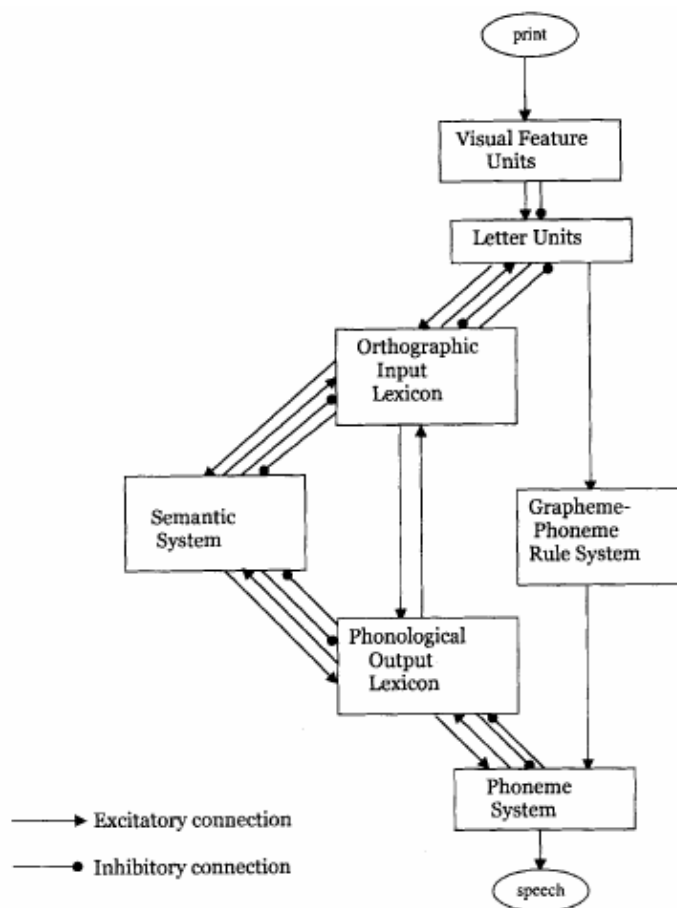 print
Visual Feature
Units
Letter Units
Orthographic
Input
Lexicon
Semantic
System
Grapheme-
Phoneme
Rule System
Phonological
Output
Lexicon
Phoneme
System
Excitatory connection
Inhibitory connection
speech